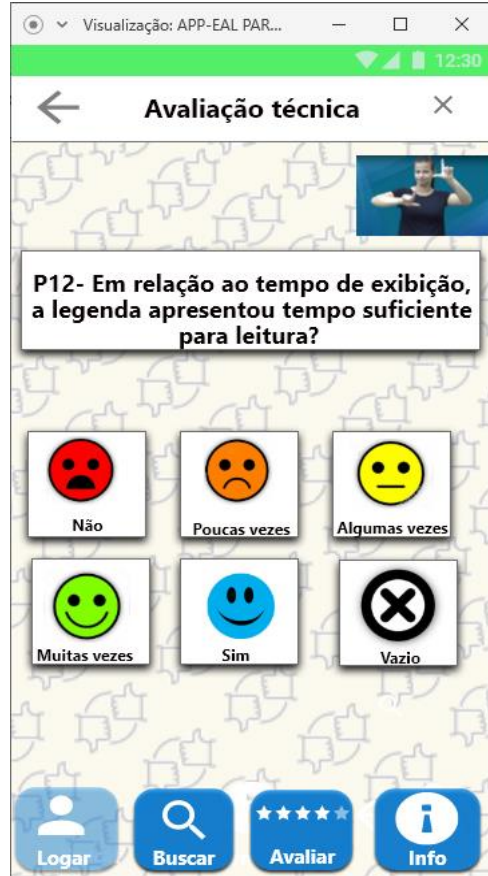 Visualização: APP-EAL PAR...
12:30
Avaliação técnica
P12- Em relação ao tempo de exibição,
a legenda apresentou tempo suficiente
para leitura?
Não
Poucas vezes
Algumas vezes
Muitas vezes
Sim
Vazio
Logar
Buscar
Avaliar
Info